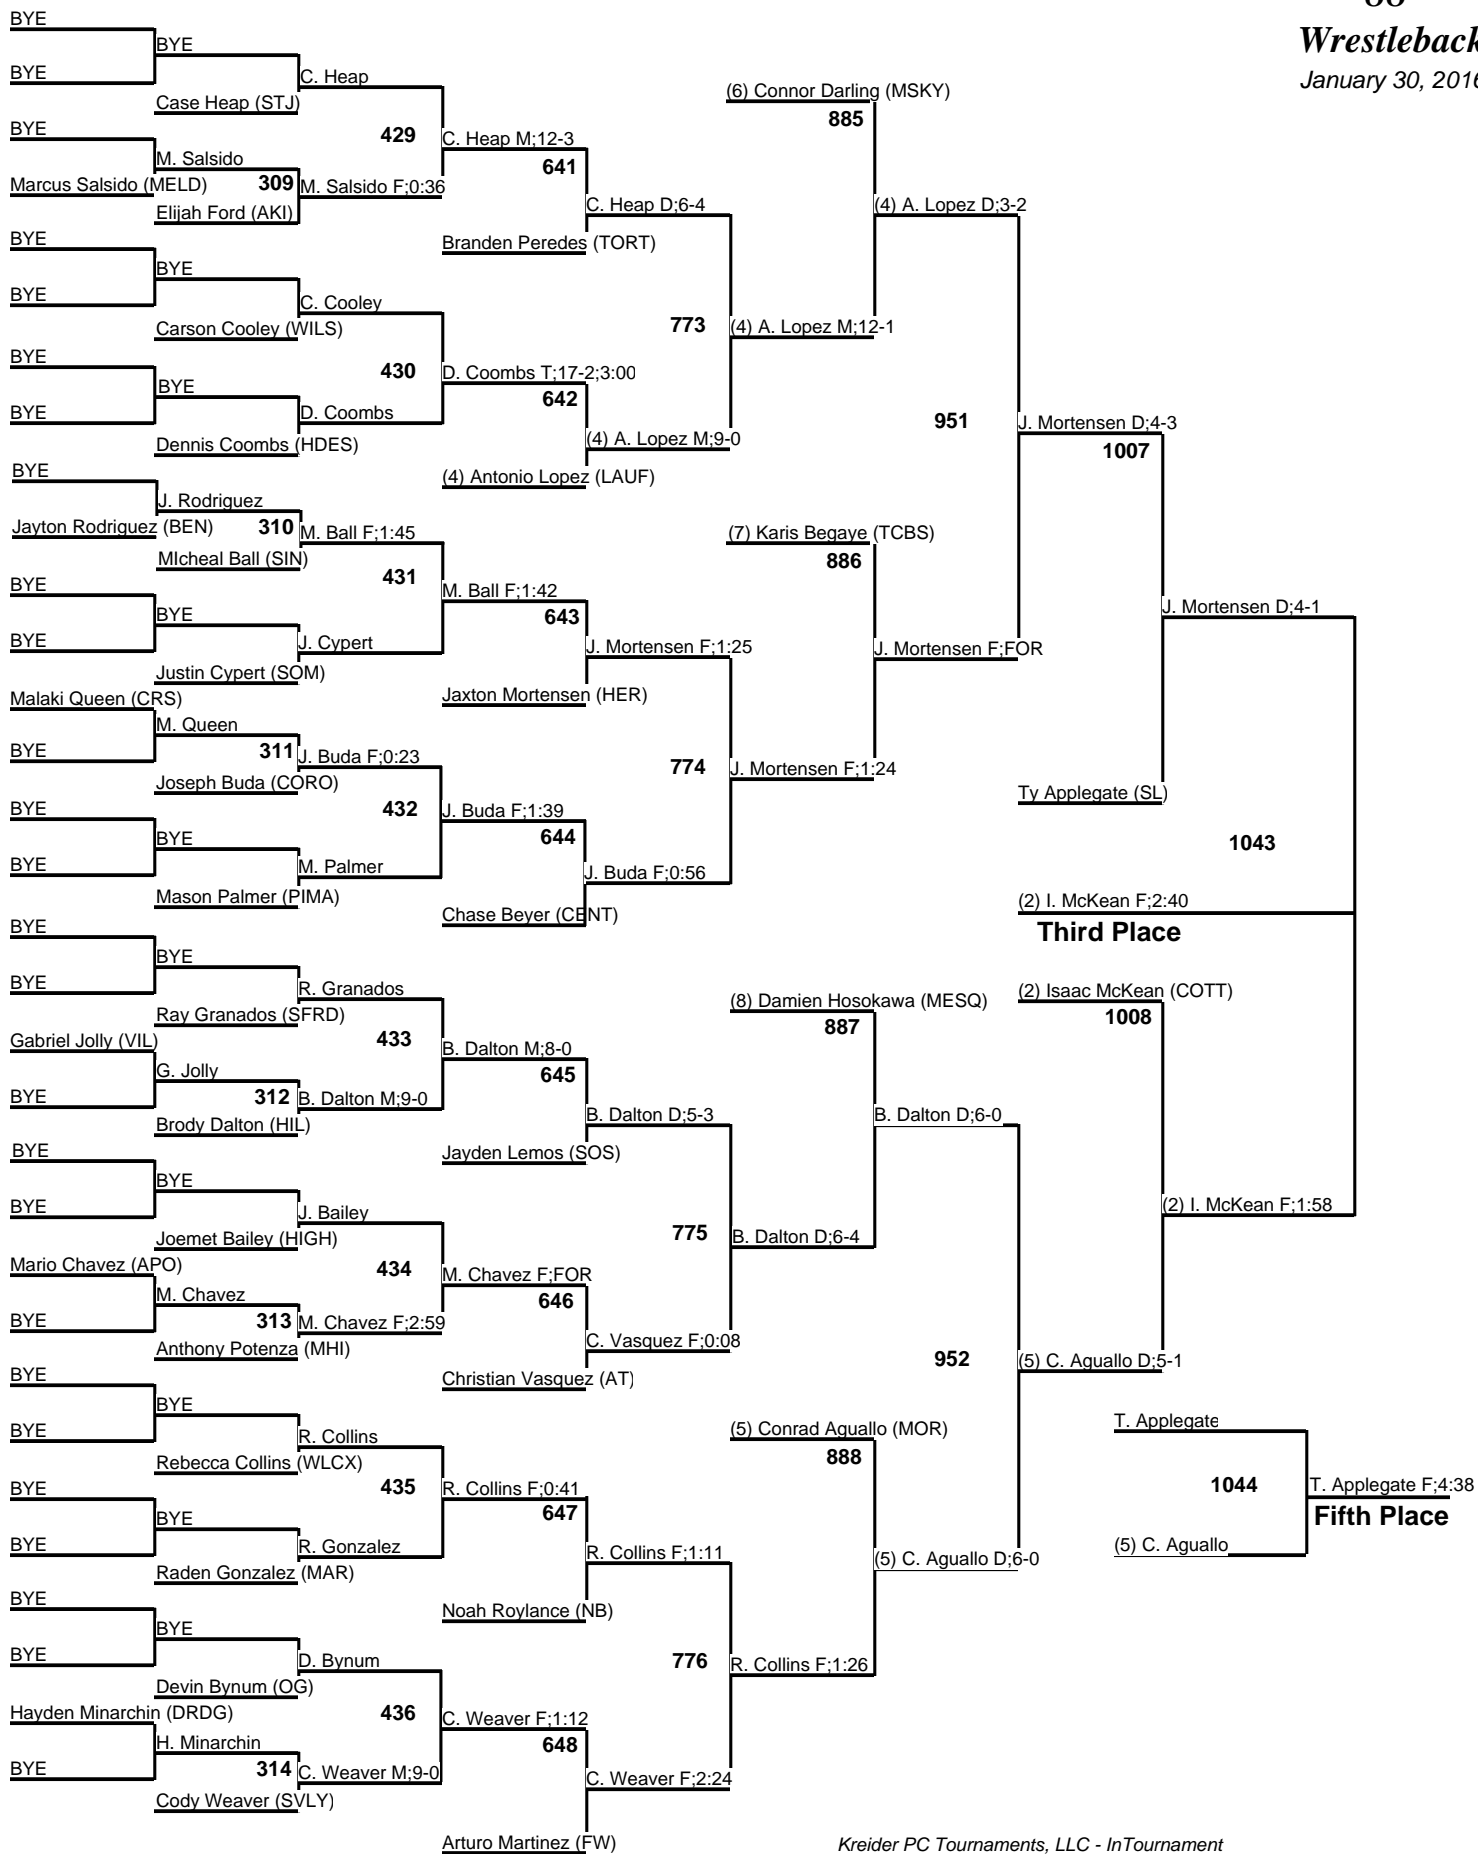 Wrestleback
January 30, 2016
BYE
BYE
BYE
C. Heap
BYE
(6) Connor Darling (MSKY)
Case Heap (STJ)
885
BYE
429
C. Heap M;12-3
M. Salsido
641
Marcus Salsido (MELD)
309
M. Salsido F;0:36
Elijah Ford (AKI)
C. Heap D;6-4
(4) A. Lopez D;3-2
BYE
Branden Peredes (TORT)
BYE
BYE
C. Cooley
Carson Cooley (WILS)
773
(4) A. Lopez M;12-1
BYE
430
D. Coombs T;17-2;3:00
BYE
642
BYE
D. Coombs
951
J. Mortensen D;4-3
Dennis Coombs (HDES)
(4) A. Lopez M;9-0
1007
BYE
(4) Antonio Lopez (LAUF)
J. Rodriguez
Jayton Rodriguez (BEN)
310
M. Ball F;1:45
(7) Karis Begaye (TCBS)
MIcheal Ball (SIN)
886
431
BYE
M. Ball F;1:42
BYE
643
J. Mortensen D;4-1
BYE
J. Cypert
J. Mortensen F;1:25
J. Mortensen F;FOR
Justin Cypert (SOM)
Malaki Queen (CRS)
Jaxton Mortensen (HER)
M. Queen
BYE
311
J. Buda F;0:23
774
J. Mortensen F;1:24
Joseph Buda (CORO)
Ty Applegate (SL)
BYE
432
J. Buda F;1:39
BYE
644
1043
BYE
M. Palmer
J. Buda F;0:56
Mason Palmer (PIMA)
(2) I. McKean F;2:40
Chase Beyer (CENT)
BYE
Third Place
BYE
BYE
R. Granados
(8) Damien Hosokawa (MESQ)
(2) Isaac McKean (COTT)
Ray Granados (SFRD)
887
1008
Gabriel Jolly (VIL)
433
B. Dalton M;8-0
G. Jolly
645
BYE
312
B. Dalton M;9-0
B. Dalton D;5-3
B. Dalton D;6-0
Brody Dalton (HIL)
BYE
Jayden Lemos (SOS)
BYE
BYE
J. Bailey
(2) I. McKean F;1:58
Joemet Bailey (HIGH)
775
B. Dalton D;6-4
Mario Chavez (APO)
434
M. Chavez F;FOR
M. Chavez
646
BYE
313
M. Chavez F;2:59
C. Vasquez F;0:08
Anthony Potenza (MHI)
952
(5) C. Aguallo D;5-1
BYE
Christian Vasquez (AT)
BYE
BYE
R. Collins
(5) Conrad Aguallo (MOR)
T. Applegate
Rebecca Collins (WLCX)
888
BYE
435
R. Collins F;0:41
1044
T. Applegate F;4:38
BYE
647
Fifth Place
BYE
R. Gonzalez
R. Collins F;1:11
(5) C. Aguallo D;6-0
(5) C. Aguallo
Raden Gonzalez (MAR)
BYE
Noah Roylance (NB)
BYE
BYE
D. Bynum
776
R. Collins F;1:26
Devin Bynum (OG)
Hayden Minarchin (DRDG)
436
C. Weaver F;1:12
H. Minarchin
648
BYE
314
C. Weaver M;9-0
C. Weaver F;2:24
Cody Weaver (SVLY)
Arturo Martinez (FW)
Kreider PC Tournaments, LLC - InTournament